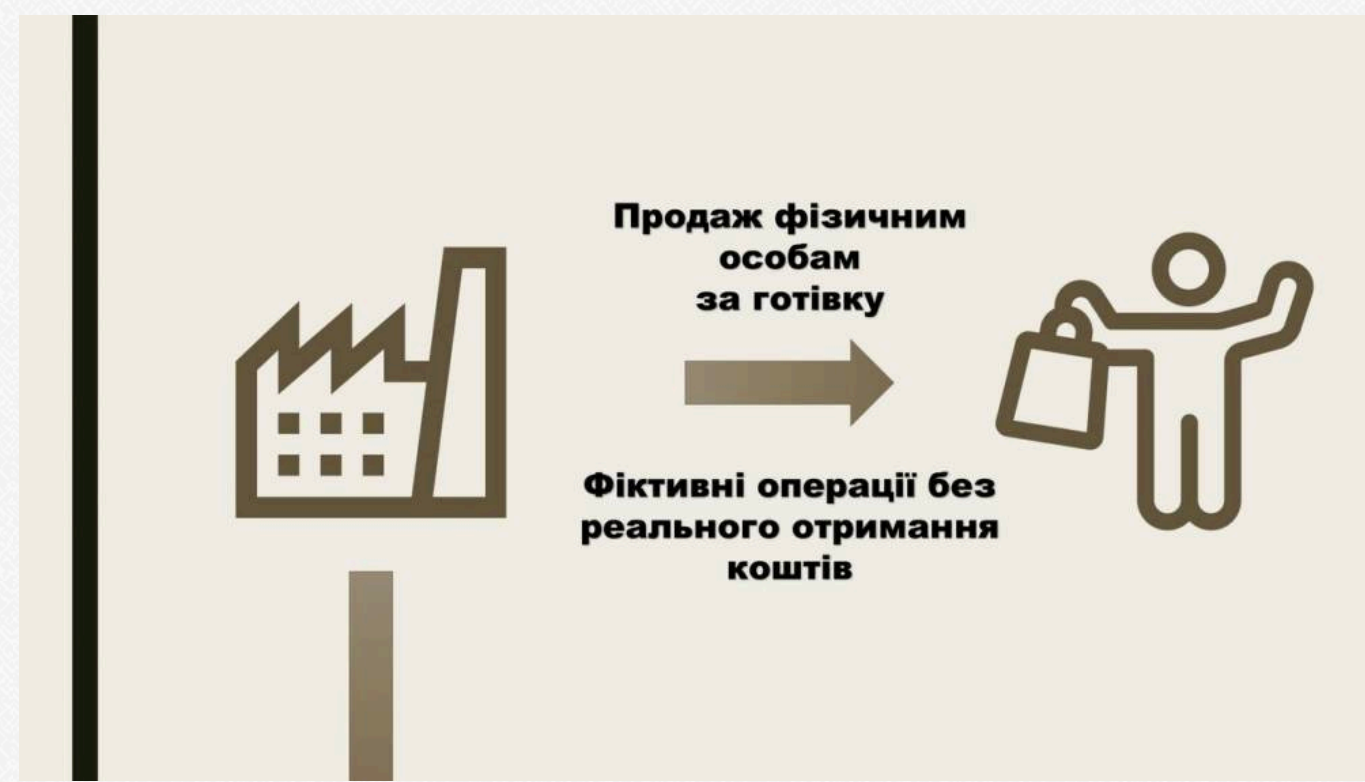 Продаж фізичним
особам
за готівку
Фіктивні операції без
реального отримання
коштів